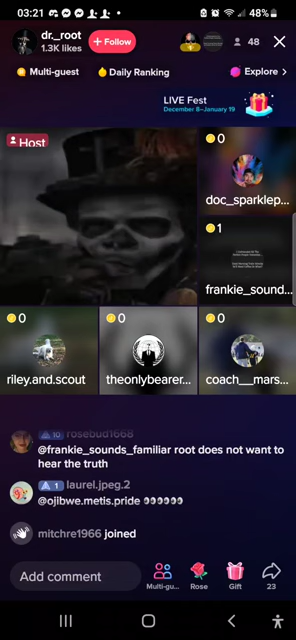 03:21
48%
dr._root
1.3K likes
+ Follow
48
Multi-guest
Daily Ranking
Explore >
LIVE Fest
December 8–January 19
Host
0
doc_sparklep...
1
frankie_sound...
0
riley.and.scout
0
theonlybearer...
0
coach__mars...
10 rosebud1668
@frankie_sounds_familiar root does not want to
hear the truth
1 laurel.jpeg.2
@ojibwe.metis.pride 👀👀👀👀👀👀
mitchre1966 joined
Add comment
Multi-gu...
Rose
Gift
23